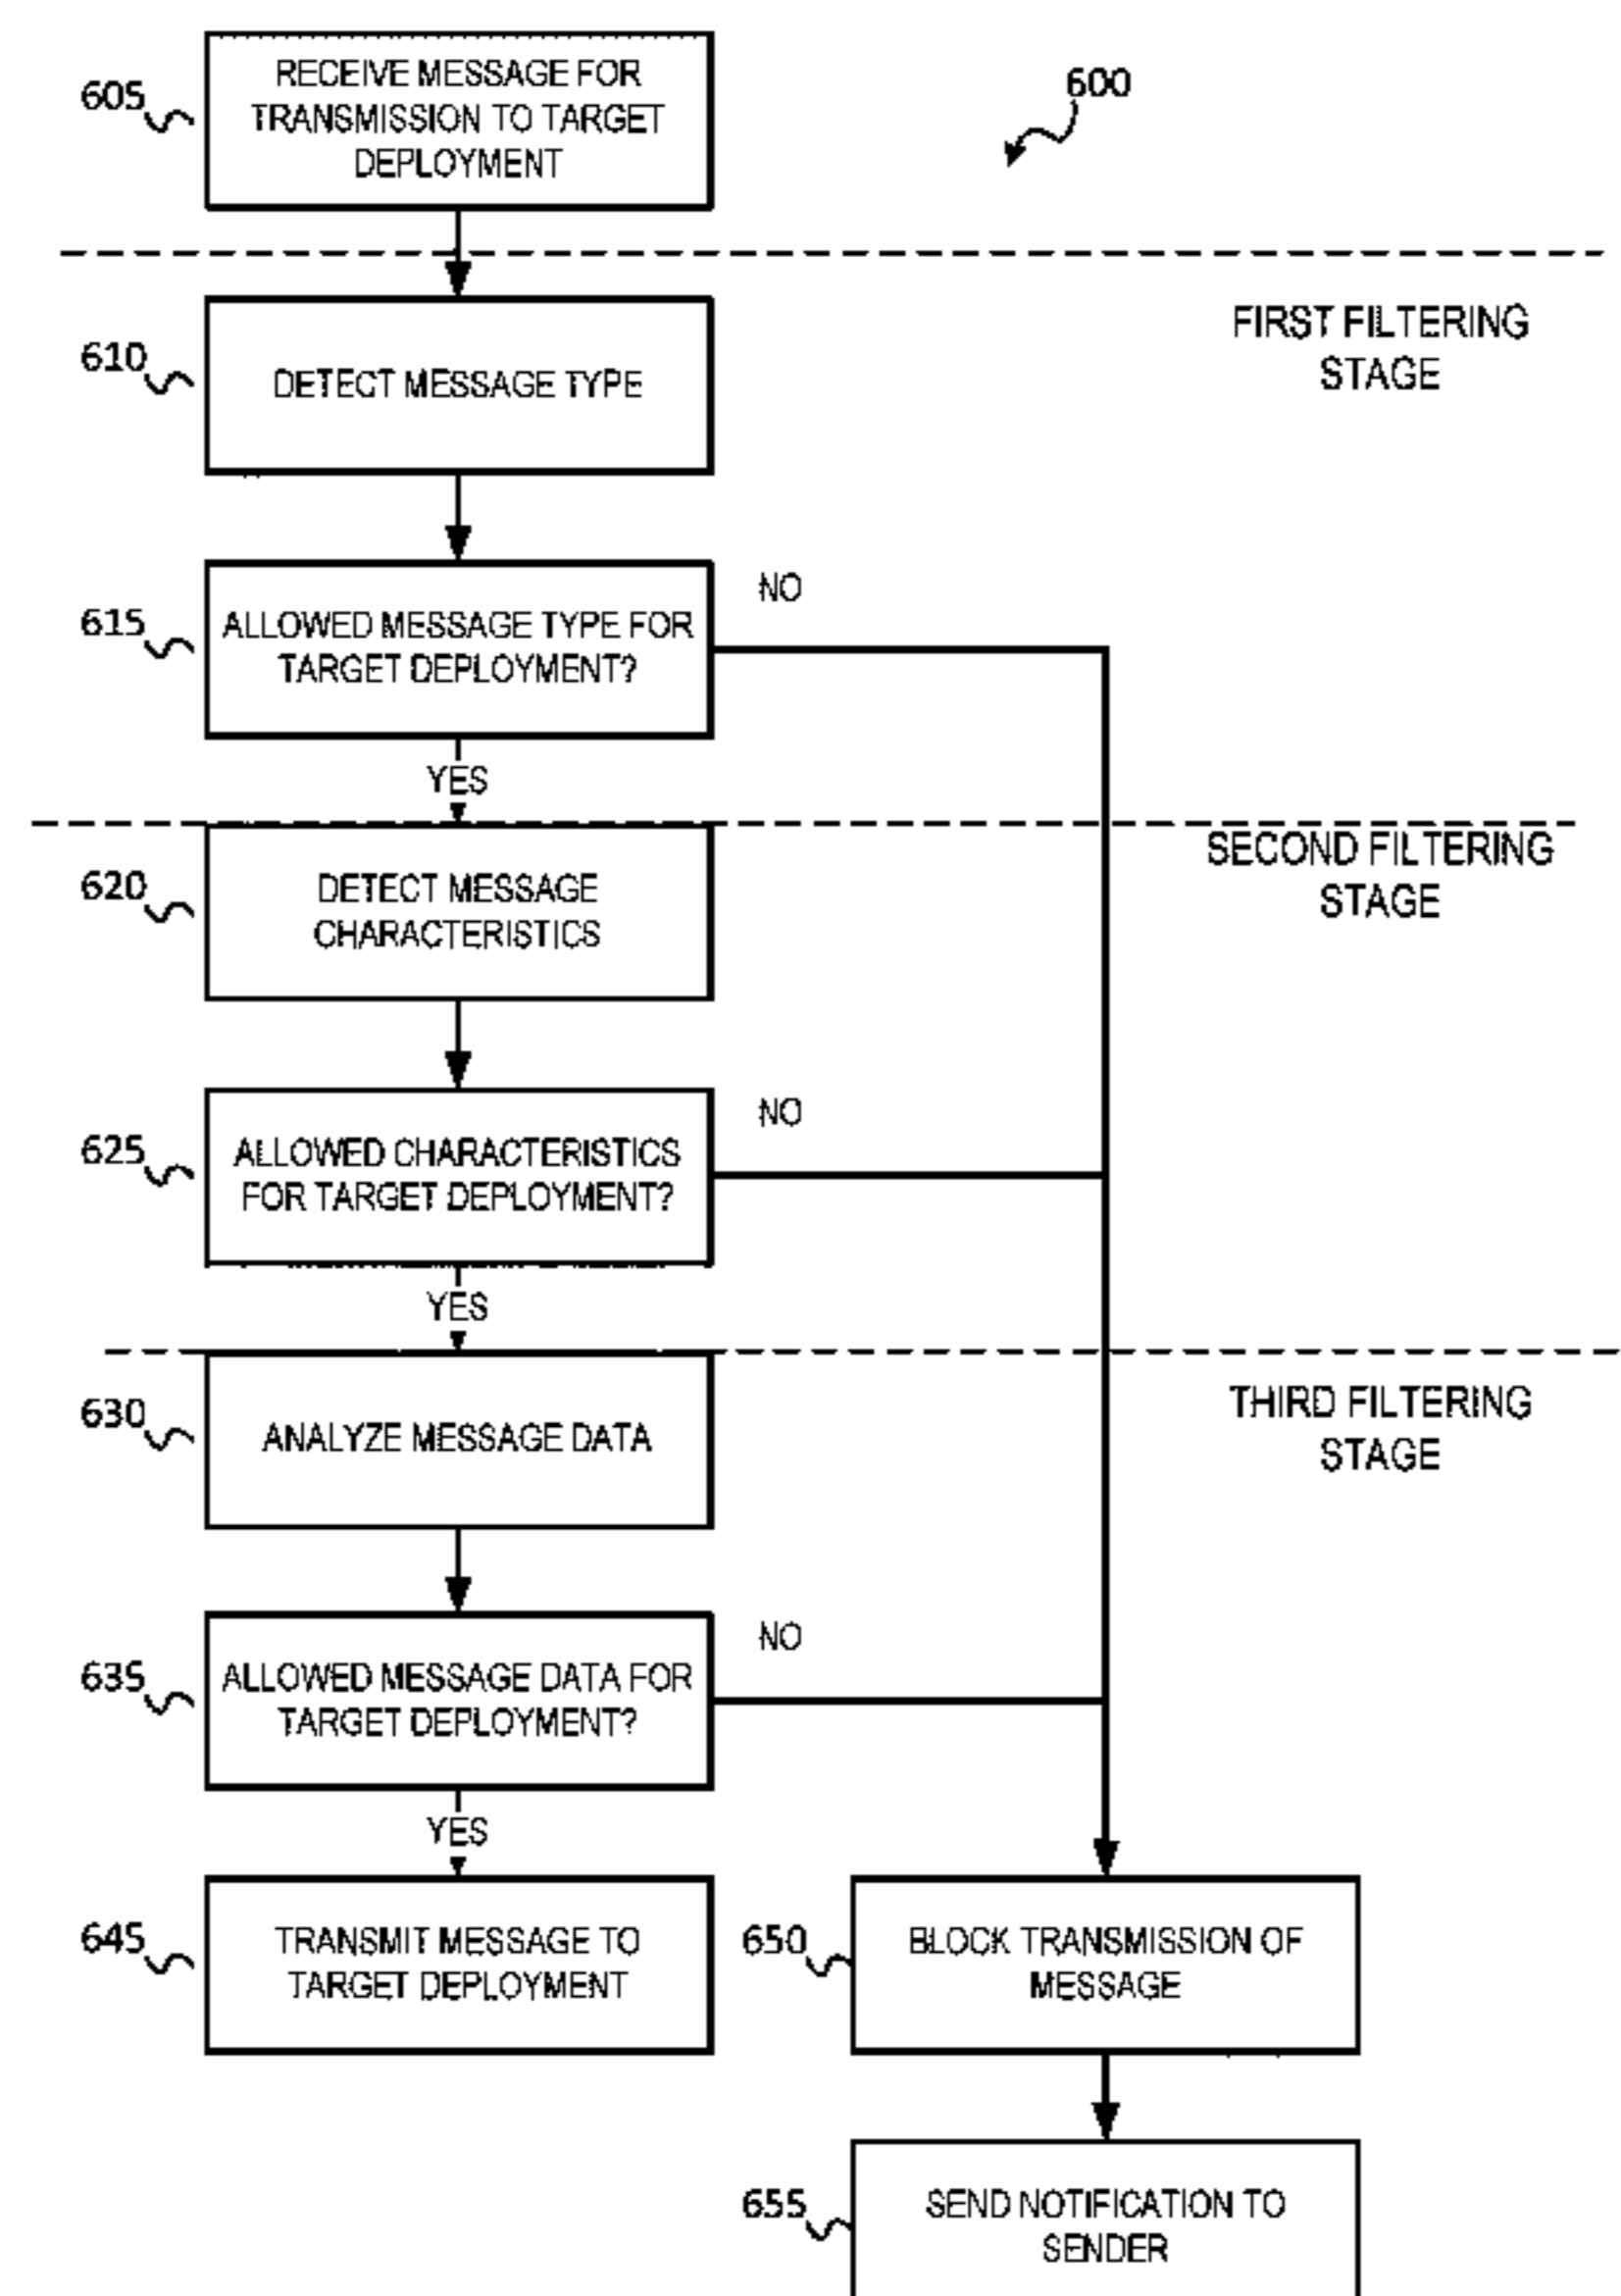 605
RECEIVE MESSAGE FOR
TRANSMISSION TO TARGET
DEPLOYMENT
600
FIRST FILTERING
STAGE
610
DETECT MESSAGE TYPE
615
ALLOWED MESSAGE TYPE FOR
TARGET DEPLOYMENT?
NO
YES
SECOND FILTERING
STAGE
620
DETECT MESSAGE
CHARACTERISTICS
625
ALLOWED CHARACTERISTICS
FOR TARGET DEPLOYMENT?
NO
YES
THIRD FILTERING
STAGE
630
ANALYZE MESSAGE DATA
635
ALLOWED MESSAGE DATA FOR
TARGET DEPLOYMENT?
NO
YES
645
TRANSMIT MESSAGE TO
TARGET DEPLOYMENT
650
BLOCK TRANSMISSION OF
MESSAGE
655
SEND NOTIFICATION TO
SENDER